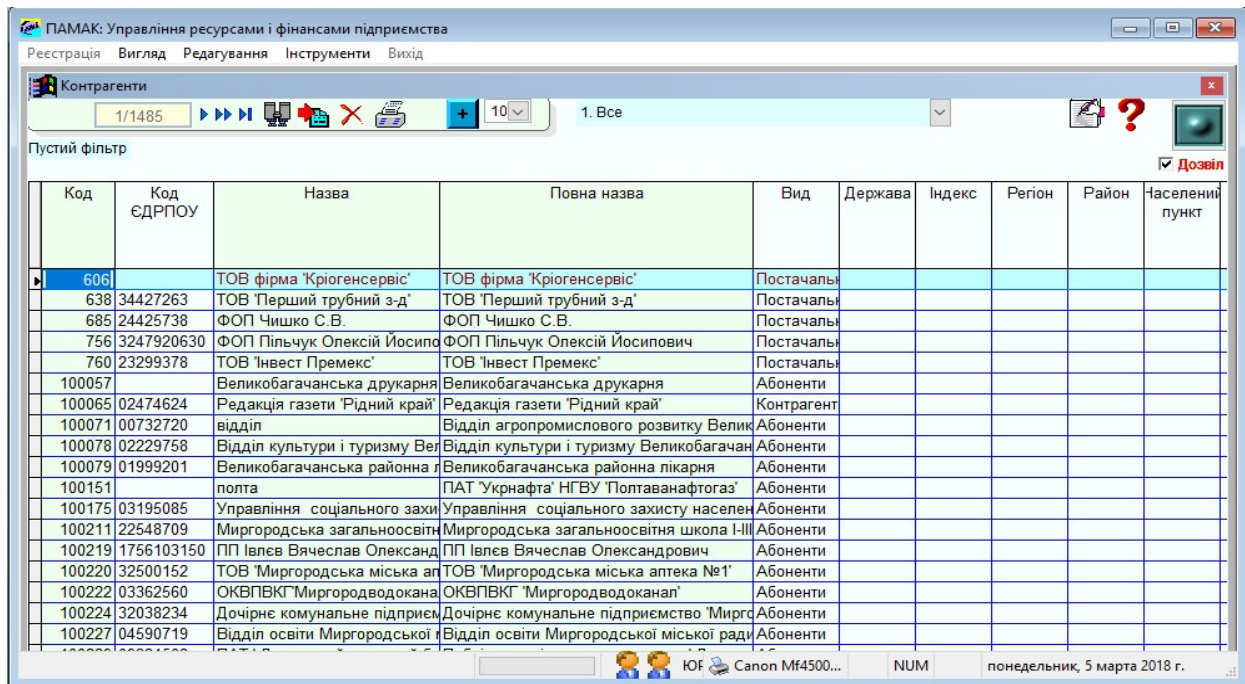 ПАМАК: Управління ресурсами і фінансами підприємства
Реєстрація Вигляд Редагування Інструменти Вихід
Контрагенти
1/1485 + 10 1. Все ?
Пустий фільтр
Дозвіл
Код Код ЄДРПОУ Назва Повна назва Вид Держава Індекс Регіон Район Населений пункт
606 ТОВ фірма 'Кріогенсервіс' ТОВ фірма 'Кріогенсервіс' Постачальн
638 34427263 ТОВ 'Перший трубний з-д' ТОВ 'Перший трубний з-д' Постачальн
685 24425738 ФОП Чишко С.В. ФОП Чишко С.В. Постачальн
756 3247920630 ФОП Пільчук Олексій Йосипо ФОП Пільчук Олексій Йосипович Постачальн
760 23299378 ТОВ 'Інвест Премекс' ТОВ 'Інвест Премекс' Постачальн
100057 Великобагачанська друкарня Великобагачанська друкарня Абоненти
100065 02474624 Редакція газети 'Рідний край' Редакція газети 'Рідний край' Контрагент
100071 00732720 відділ Відділ агропромислового розвитку Велик Абоненти
100078 02229758 Відділ культури і туризму Вел Відділ культури і туризму Великобагачан Абоненти
100079 01999201 Великобагачанська районна л Великобагачанська районна лікарня Абоненти
100151 полта ПАТ 'Укрнафта' НГВУ 'Полтаванафтогаз' Абоненти
100175 03195085 Управління соціального захи Управління соціального захисту населен Абоненти
100211 22548709 Миргородська загальноосвітн Миргородська загальноосвітня школа І-ІІІ Абоненти
100219 1756103150 ПП Івлєв Вячеслав Олександ ПП Івлєв Вячеслав Олександрович Абоненти
100220 32500152 ТОВ 'Миргородська міська ап ТОВ 'Миргородська міська аптека №1' Абоненти
100222 03362560 ОКВПВКГ'Миргородводокана ОКВПВКГ 'Миргородводоканал' Абоненти
100224 32038234 Дочірнє комунальне підприєм Дочірнє комунальне підприємство 'Мирго Абоненти
100227 04590719 Відділ освіти Миргородської м Відділ освіти Миргородської міської ради Абоненти
ЮР Canon Mf4500... NUM понедельник, 5 марта 2018 г.